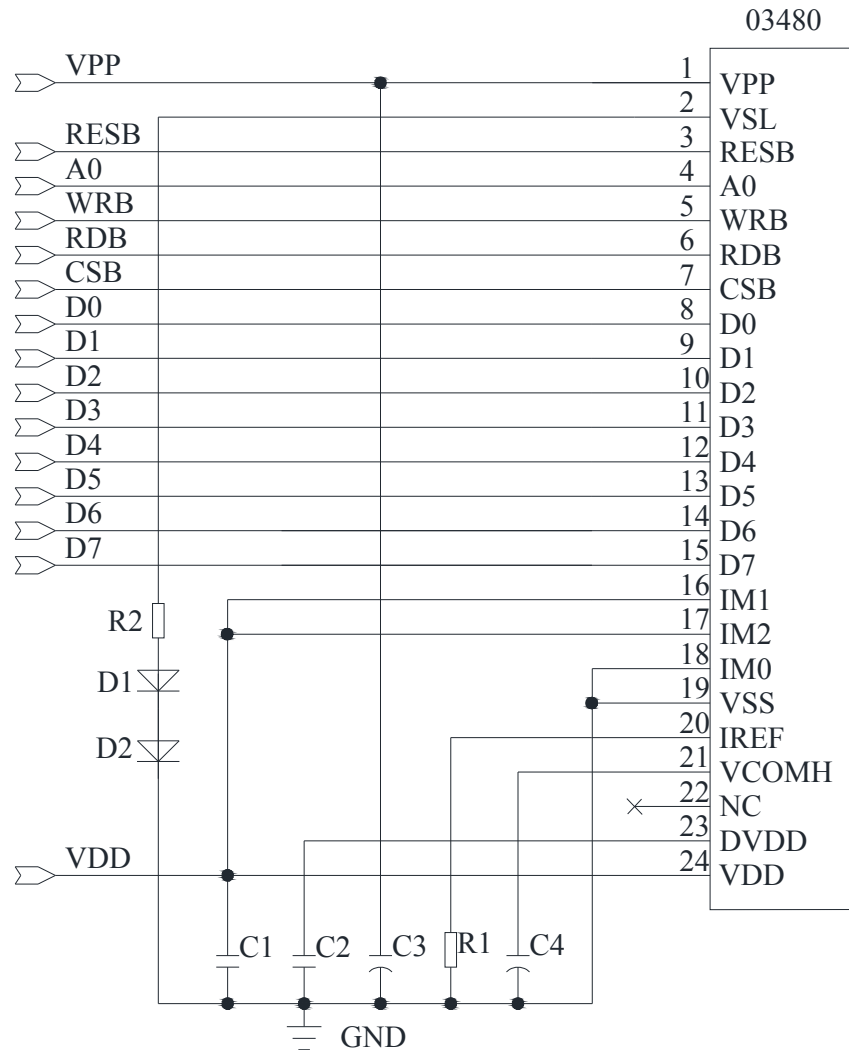 03480
VPP 1 VPP
2 VSL
RESB 3 RESB
A0 4 A0
WRB 5 WRB
RDB 6 RDB
CSB 7 CSB
D0 8 D0
D1 9 D1
D2 10 D2
D3 11 D3
D4 12 D4
D5 13 D5
D6 14 D6
D7 15 D7
16 IM1
R2 17 IM2
18 IM0
D1 19 VSS
20 IREF
D2 21 VCOMH
22 NC
23 DVDD
VDD 24 VDD
C1 C2 C3 R1 C4
GND